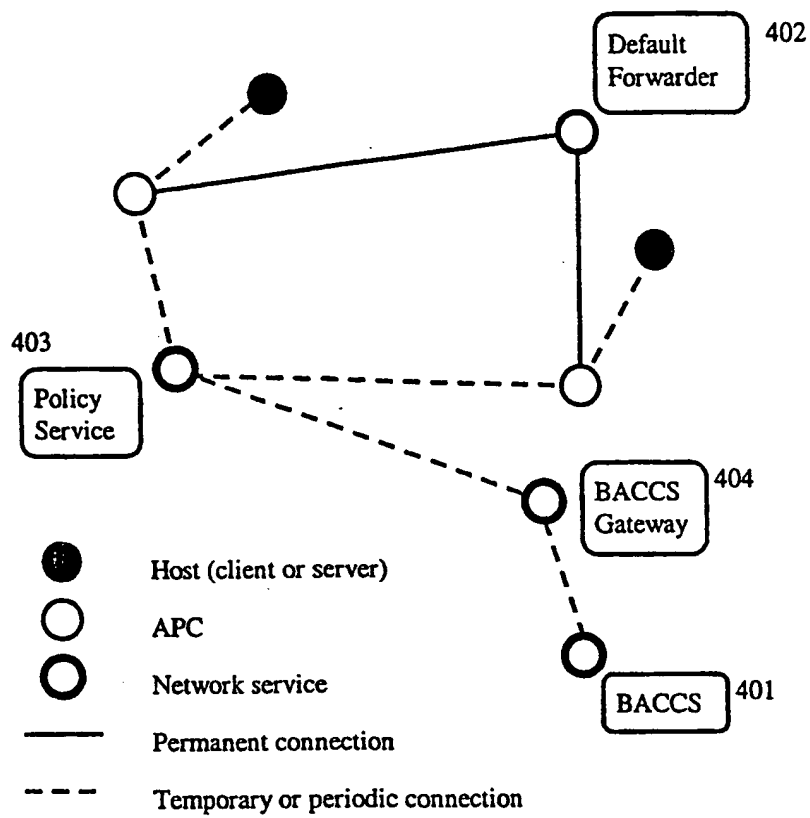 402
Default
Forwarder
403
Policy
Service
BACCS
Gateway
404
BACCS
401
Host (client or server)
APC
Network service
Permanent connection
Temporary or periodic connection